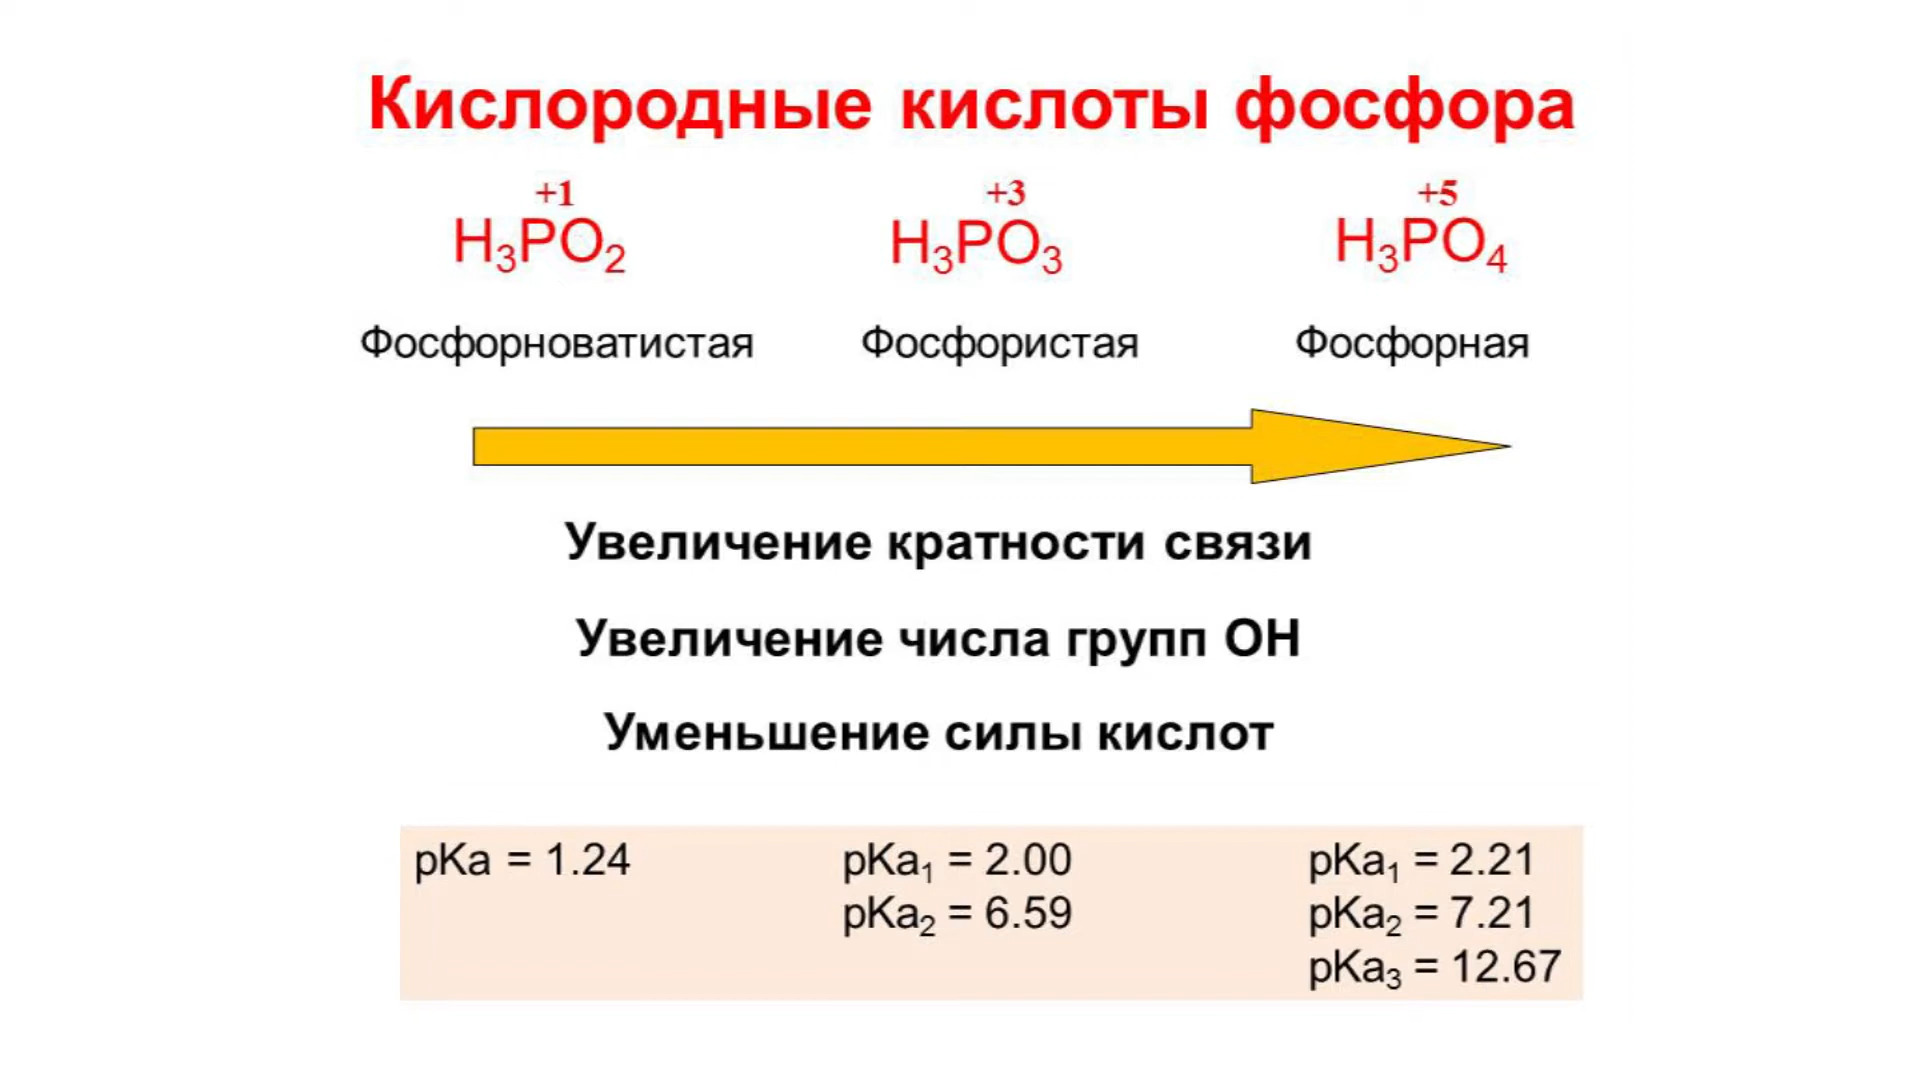 Кислородные кислоты фосфора
+1 +3 +5
H₃PO₂ H₃PO₃ H₃PO₄
Фосфорноватистая Фосфористая Фосфорная
Увеличение кратности связи
Увеличение числа групп OH
Уменьшение силы кислот
pKa = 1.24 pKa₁ = 2.00 pKa₁ = 2.21
pKa₂ = 6.59 pKa₂ = 7.21
pKa₃ = 12.67